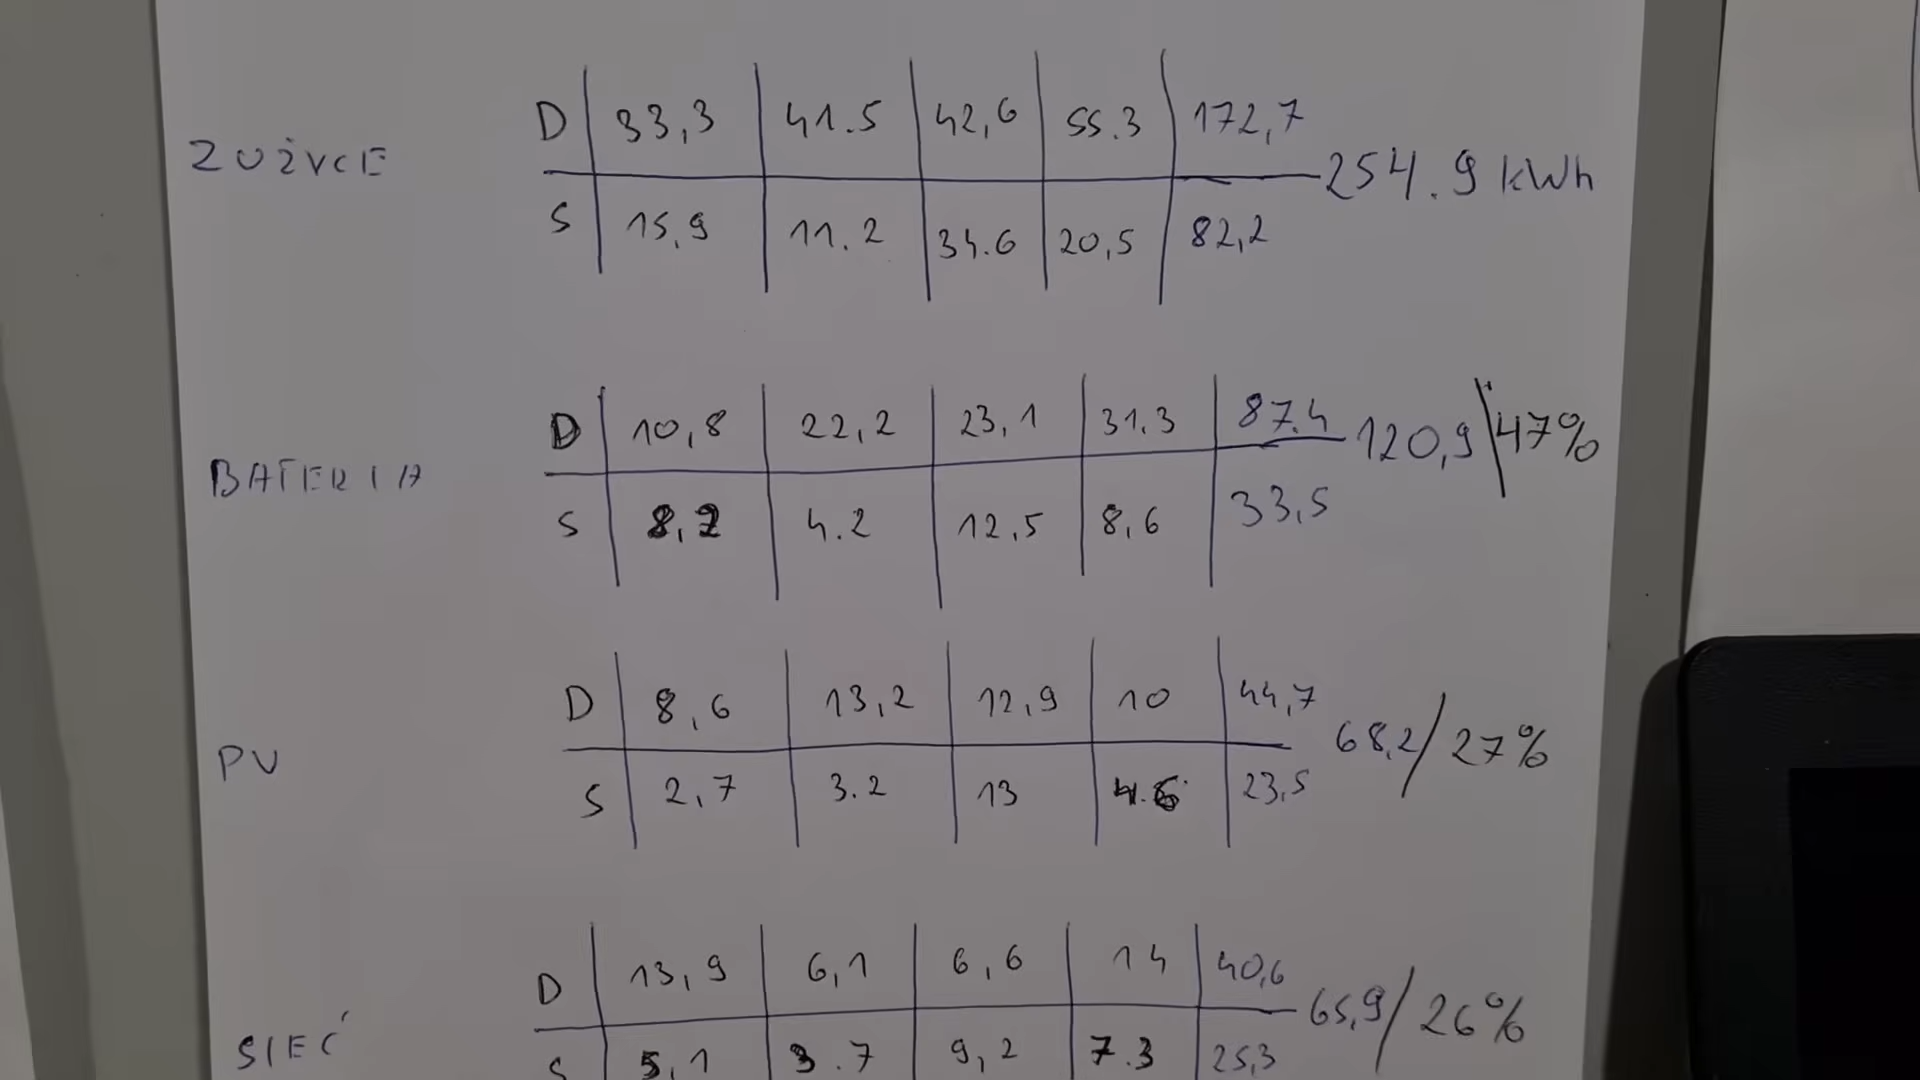 D 33,3 41.5 42,6 55.3 172,7
ZUŻYCE 254.9 kWh
S 15,9 11.2 34.6 20,5 82,2
D 10,8 22,2 23,1 31.3 87.4
BATERIA 120,9 47%
S 8,2 4.2 12,5 8,6 33,5
D 8,6 13,2 12,9 10 44,7
PV 68,2/27%
S 2,7 3.2 13 4.6 23,5
D 13,9 6,1 6,6 14 40,6
SIEĆ 65,9/26%
S 5,1 3.7 9,2 7.3 25,3